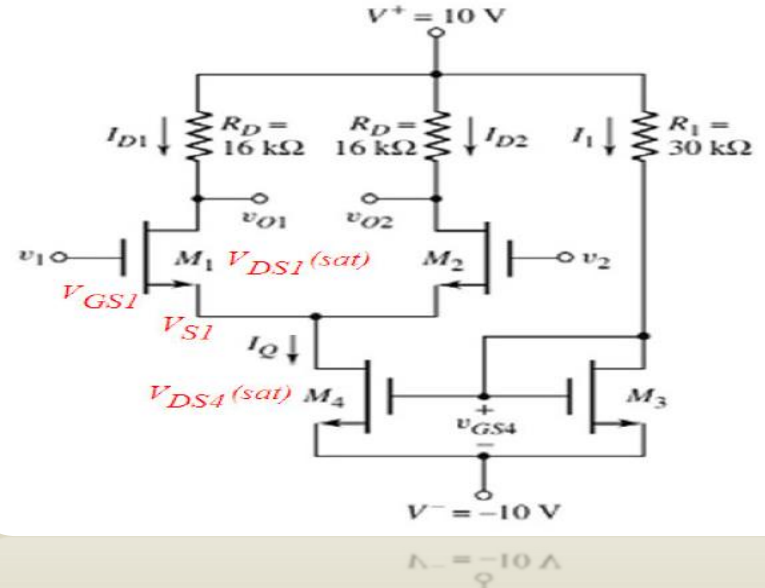 V⁺ = 10 V
I_D1 R_D = 16 kΩ
R_D = 16 kΩ I_D2
I_1 R_1 = 30 kΩ
v_O1 v_O2
v_1 M_1 V_DS1 (sat) M_2 v_2
V_GS1
V_S1
I_Q
V_DS4 (sat) M_4 M_3
+
v_GS4
−
V⁻ = −10 V